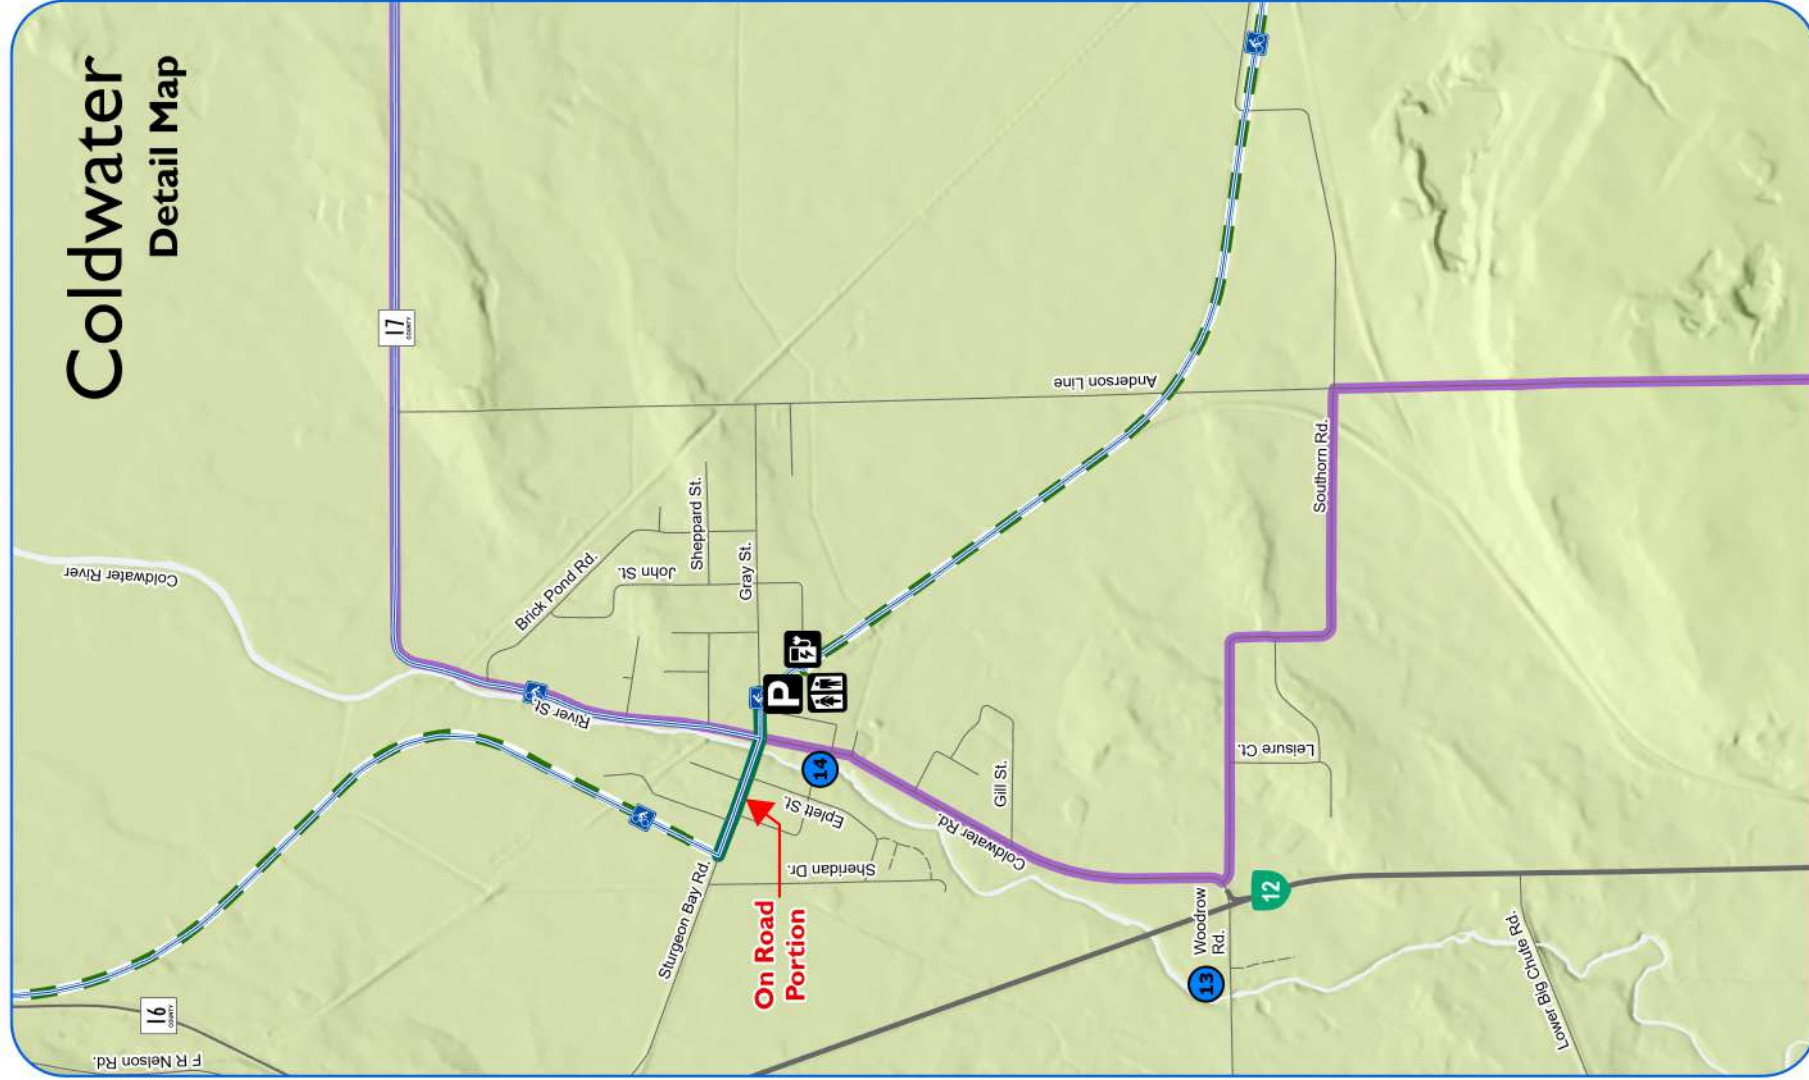 Coldwater
Detail Map
17
COUNTY
Coldwater River
Brick Pond Rd.
John St.
Sheppard St.
Gray St.
Anderson Line
Southorn Rd.
River St.
P
14
Eplett St.
Gill St.
Leisure Ct.
Coldwater Rd.
Sheridan Dr.
Sturgeon Bay Rd.
On Road
Portion
Woodrow
Rd.
12
13
Lower Big Chute Rd.
16
COUNTY
F R Nelson Rd.